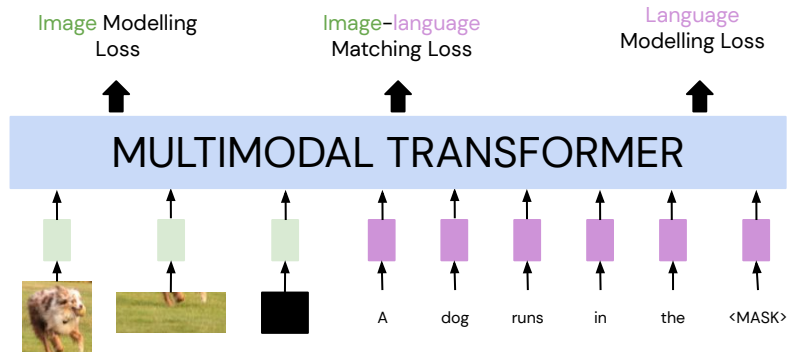 Image Modelling
Loss
Image-language
Matching Loss
Language
Modelling Loss
MULTIMODAL TRANSFORMER
A dog runs in the <MASK>